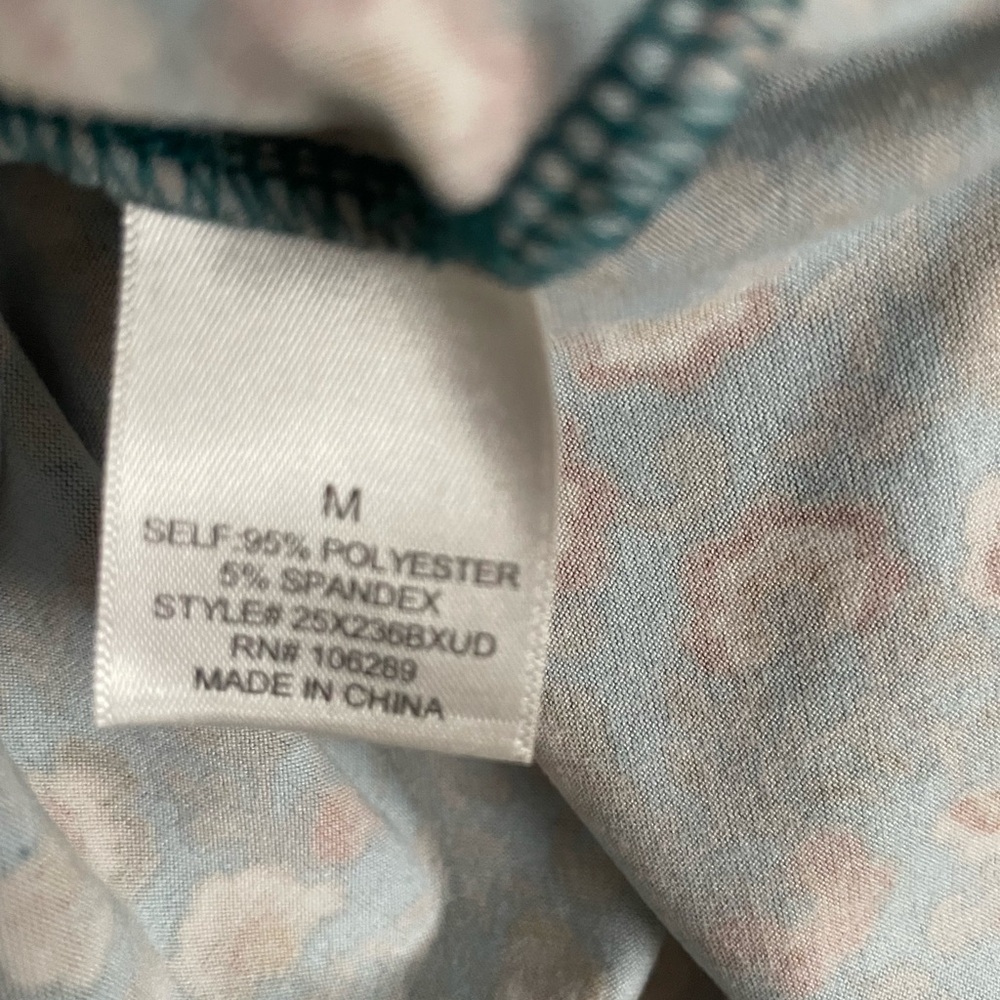 M
SELF:95% POLYESTER
5% SPANDEX
STYLE# 25X236BXUD
RN# 106289
MADE IN CHINA